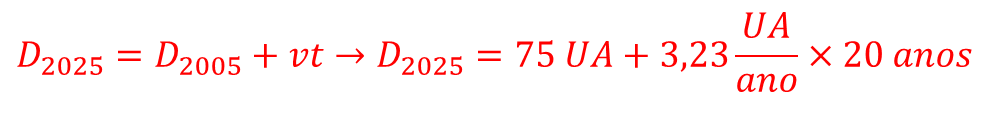 D₂₀₂₅ = D₂₀₀₅ + vt → D₂₀₂₅ = 75 UA + 3,23 UA/ano × 20 anos